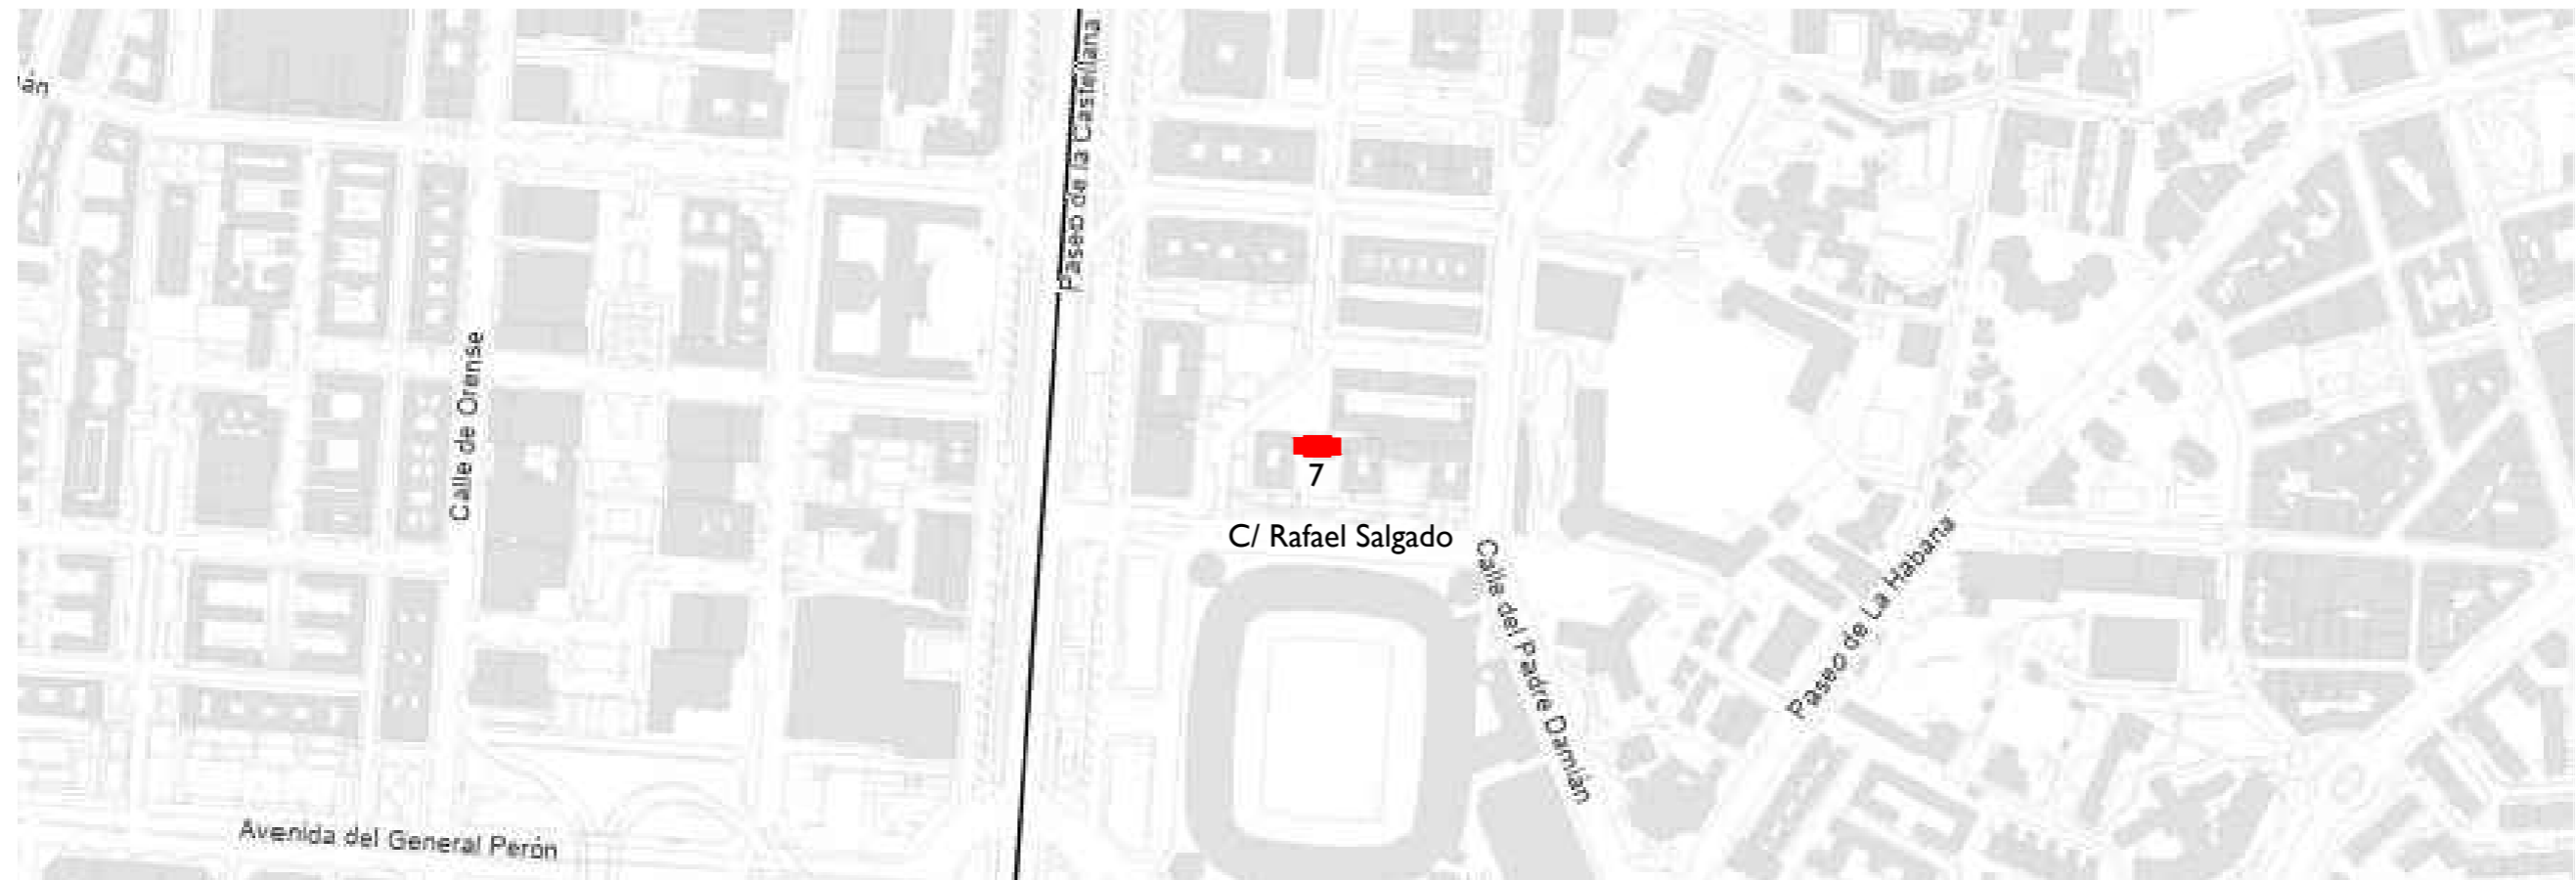 Paseo de la Castellana
Calle de Orense
7
C/ Rafael Salgado
Calle del Padre Damián
Paseo de La Habana
Avenida del General Perón